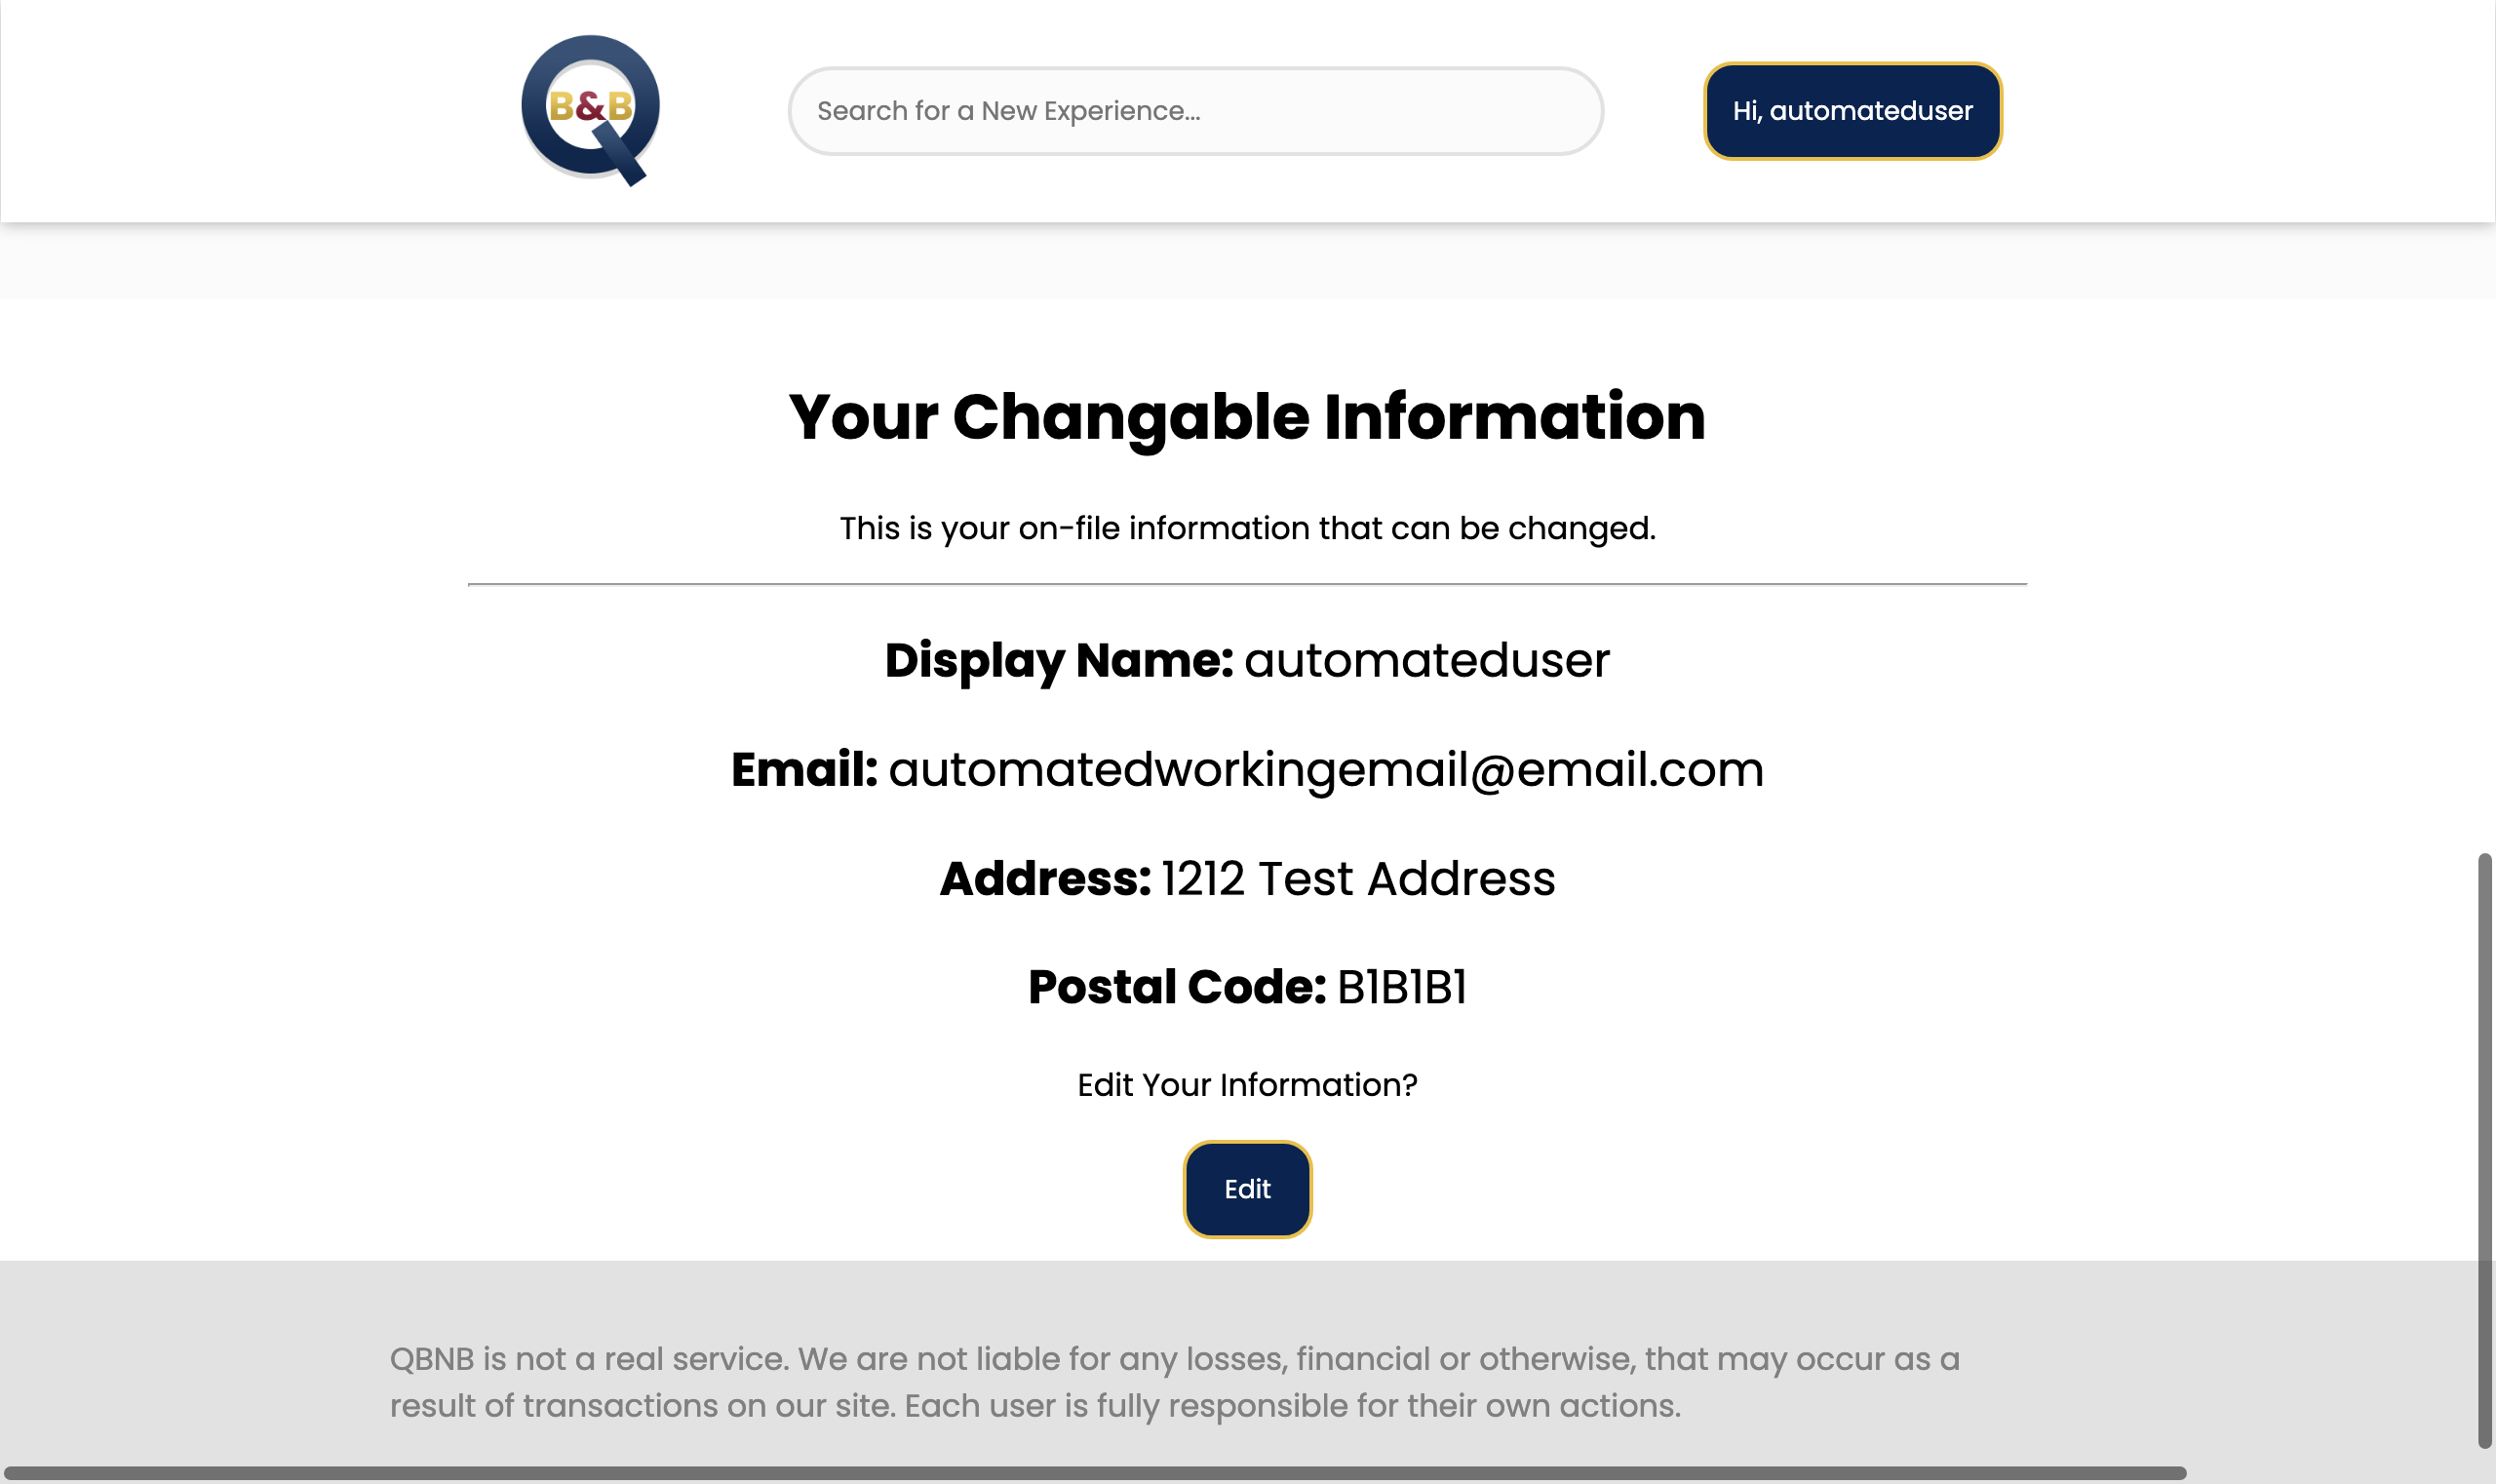 B&B
Search for a New Experience...
Hi, automateduser
Your Changable Information
This is your on-file information that can be changed.
Display Name: automateduser
Email: automatedworkingemail@email.com
Address: 1212 Test Address
Postal Code: B1B1B1
Edit Your Information?
Edit
QBNB is not a real service. We are not liable for any losses, financial or otherwise, that may occur as a
result of transactions on our site. Each user is fully responsible for their own actions.